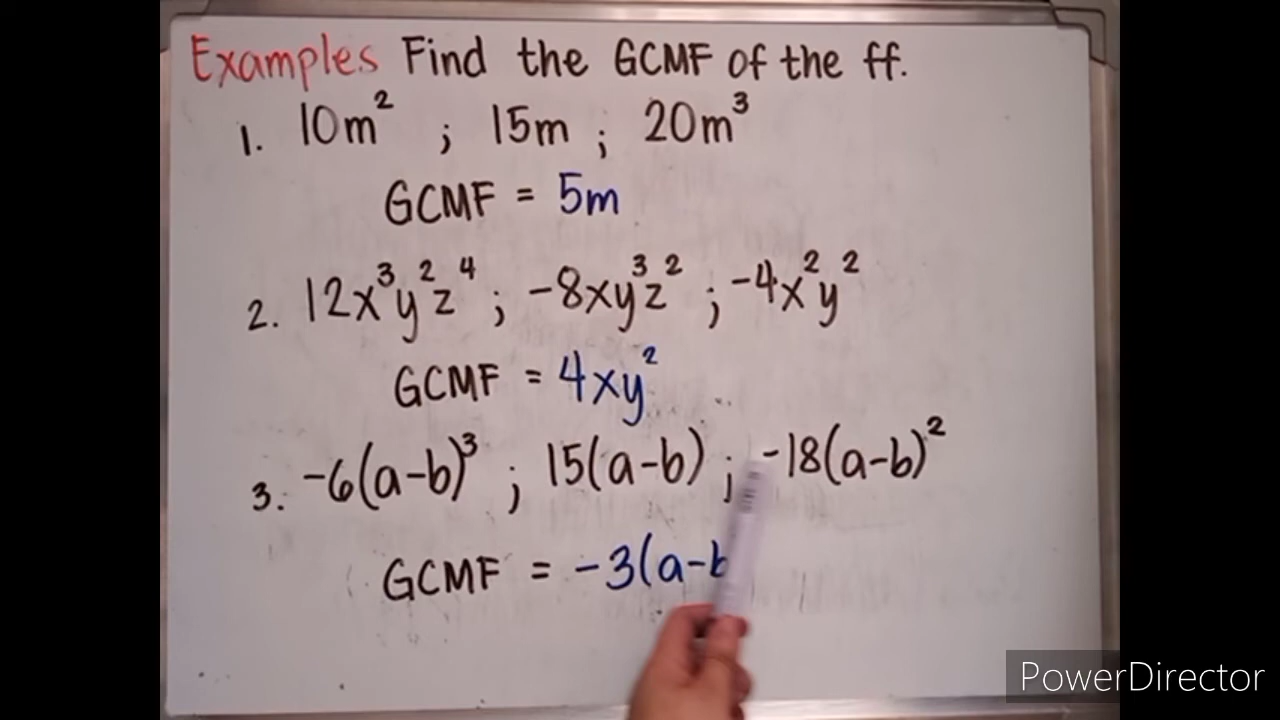 Examples Find the GCMF of the ff.
1. 10m² ; 15m ; 20m³
GCMF = 5m
2. 12x³y²z⁴ ; -8xy³z² ; -4x²y²
GCMF = 4xy²
3. -6(a-b)³ ; 15(a-b) ; -18(a-b)²
GCMF = -3(a-b
PowerDirector